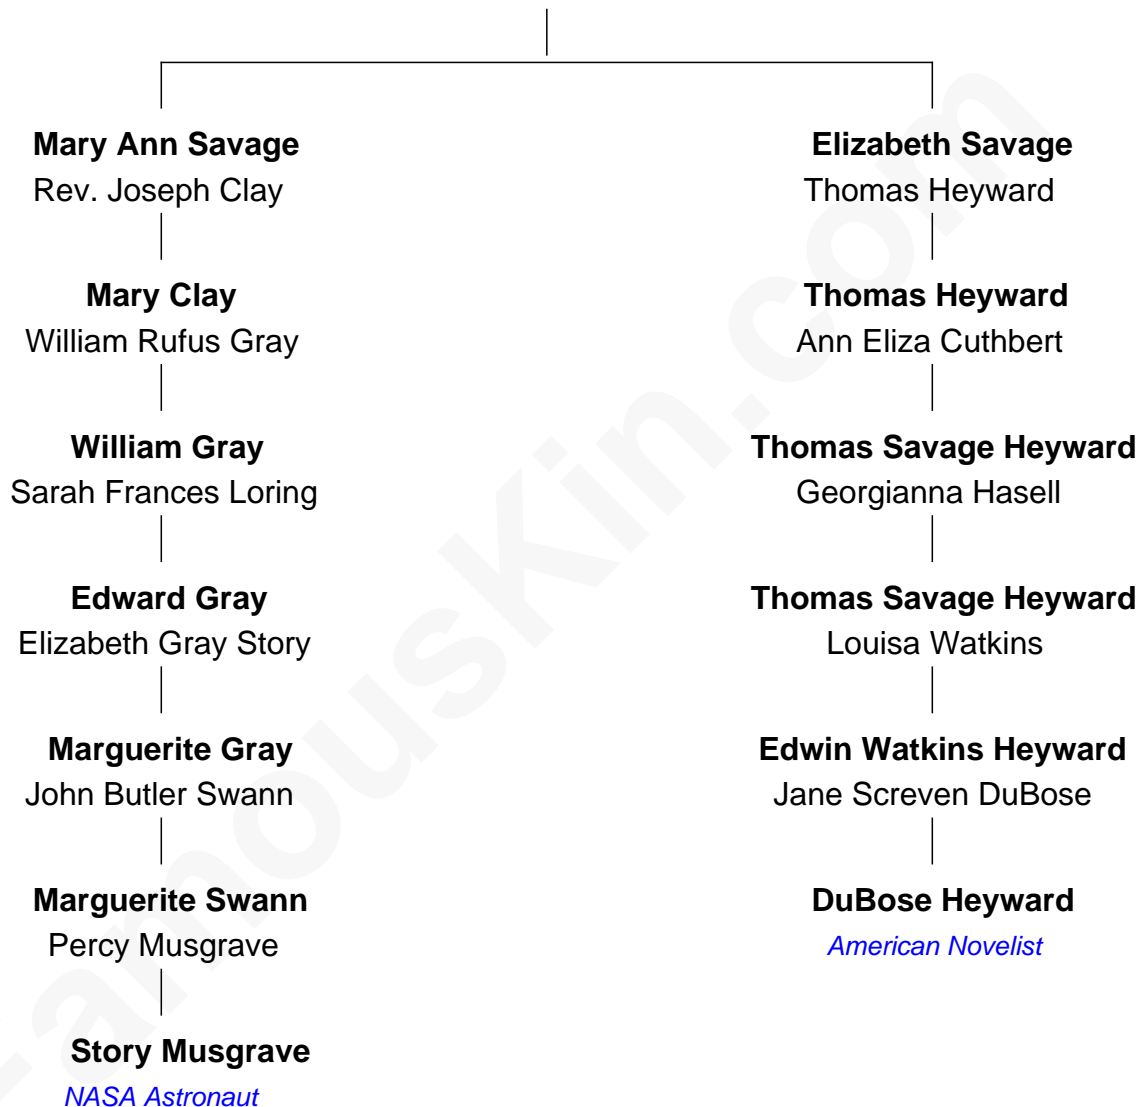 Mary Ann Savage
Rev. Joseph Clay
Elizabeth Savage
Thomas Heyward
Mary Clay
William Rufus Gray
Thomas Heyward
Ann Eliza Cuthbert
William Gray
Sarah Frances Loring
Thomas Savage Heyward
Georgianna Hasell
Edward Gray
Elizabeth Gray Story
Thomas Savage Heyward
Louisa Watkins
Marguerite Gray
John Butler Swann
Edwin Watkins Heyward
Jane Screven DuBose
Marguerite Swann
Percy Musgrave
DuBose Heyward
American Novelist
Story Musgrave
NASA Astronaut
FamousKin.com